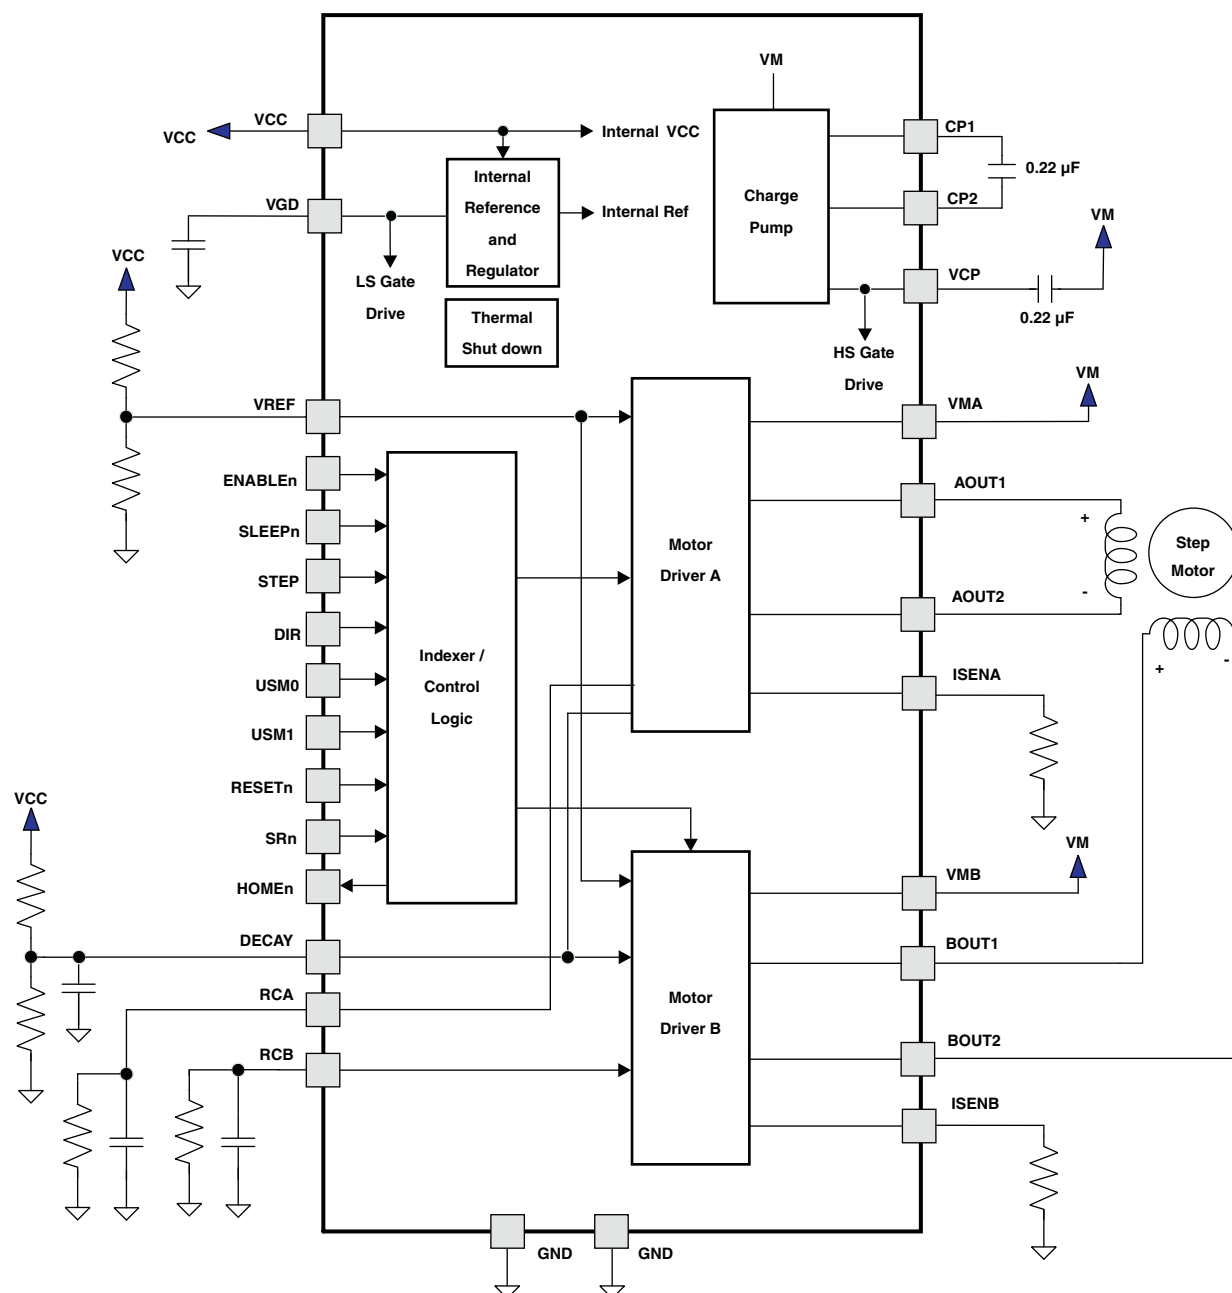 VM
VCC
VCC
Internal VCC
CP1
0.22 µF
Internal
Reference
and
Regulator
Charge
Pump
CP2
VGD
Internal Ref
VM
VCC
LS Gate
Drive
VCP
0.22 µF
Thermal
Shut down
HS Gate
Drive
VM
VREF
VMA
ENABLEn
AOUT1
SLEEPn
+
Step
Motor
Motor
Driver A
STEP
-
AOUT2
DIR
Indexer /
Control
Logic
+
-
USM0
ISENA
USM1
RESETn
VCC
SRn
VM
HOMEn
VMB
DECAY
BOUT1
RCA
Motor
Driver B
RCB
BOUT2
ISENB
GND
GND